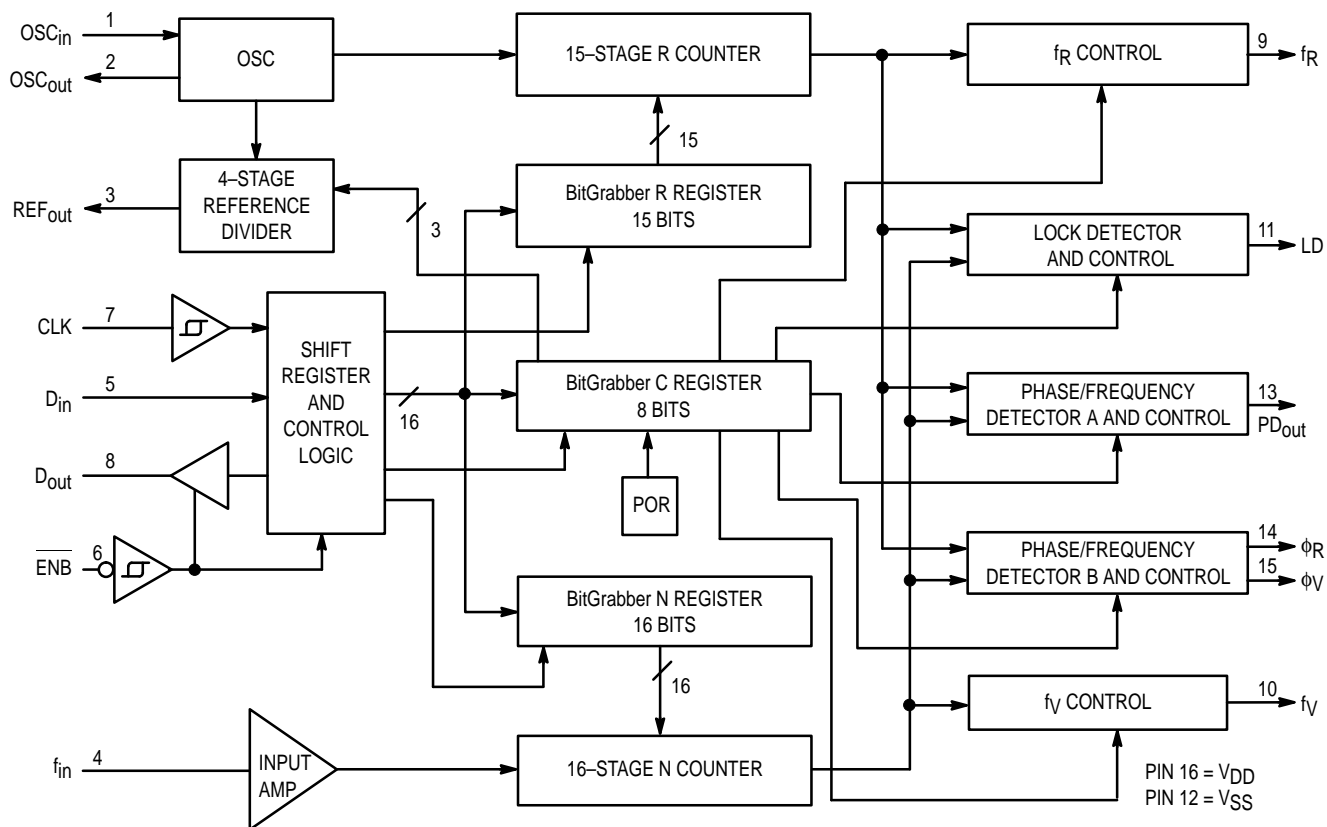 OSCin
1
OSCout
2
OSC
15–STAGE R COUNTER
fR CONTROL
9
fR
15
REFout
3
4–STAGE
REFERENCE
DIVIDER
3
BitGrabber R REGISTER
15 BITS
LOCK DETECTOR
AND CONTROL
11
LD
CLK
7
Din
5
Dout
8
ENB
6
SHIFT
REGISTER
AND
CONTROL
LOGIC
16
BitGrabber C REGISTER
8 BITS
POR
PHASE/FREQUENCY
DETECTOR A AND CONTROL
13
PDout
PHASE/FREQUENCY
DETECTOR B AND CONTROL
14
ϕR
15
ϕV
BitGrabber N REGISTER
16 BITS
16
fin
4
INPUT
AMP
16–STAGE N COUNTER
fV CONTROL
10
fV
PIN 16 = VDD
PIN 12 = VSS